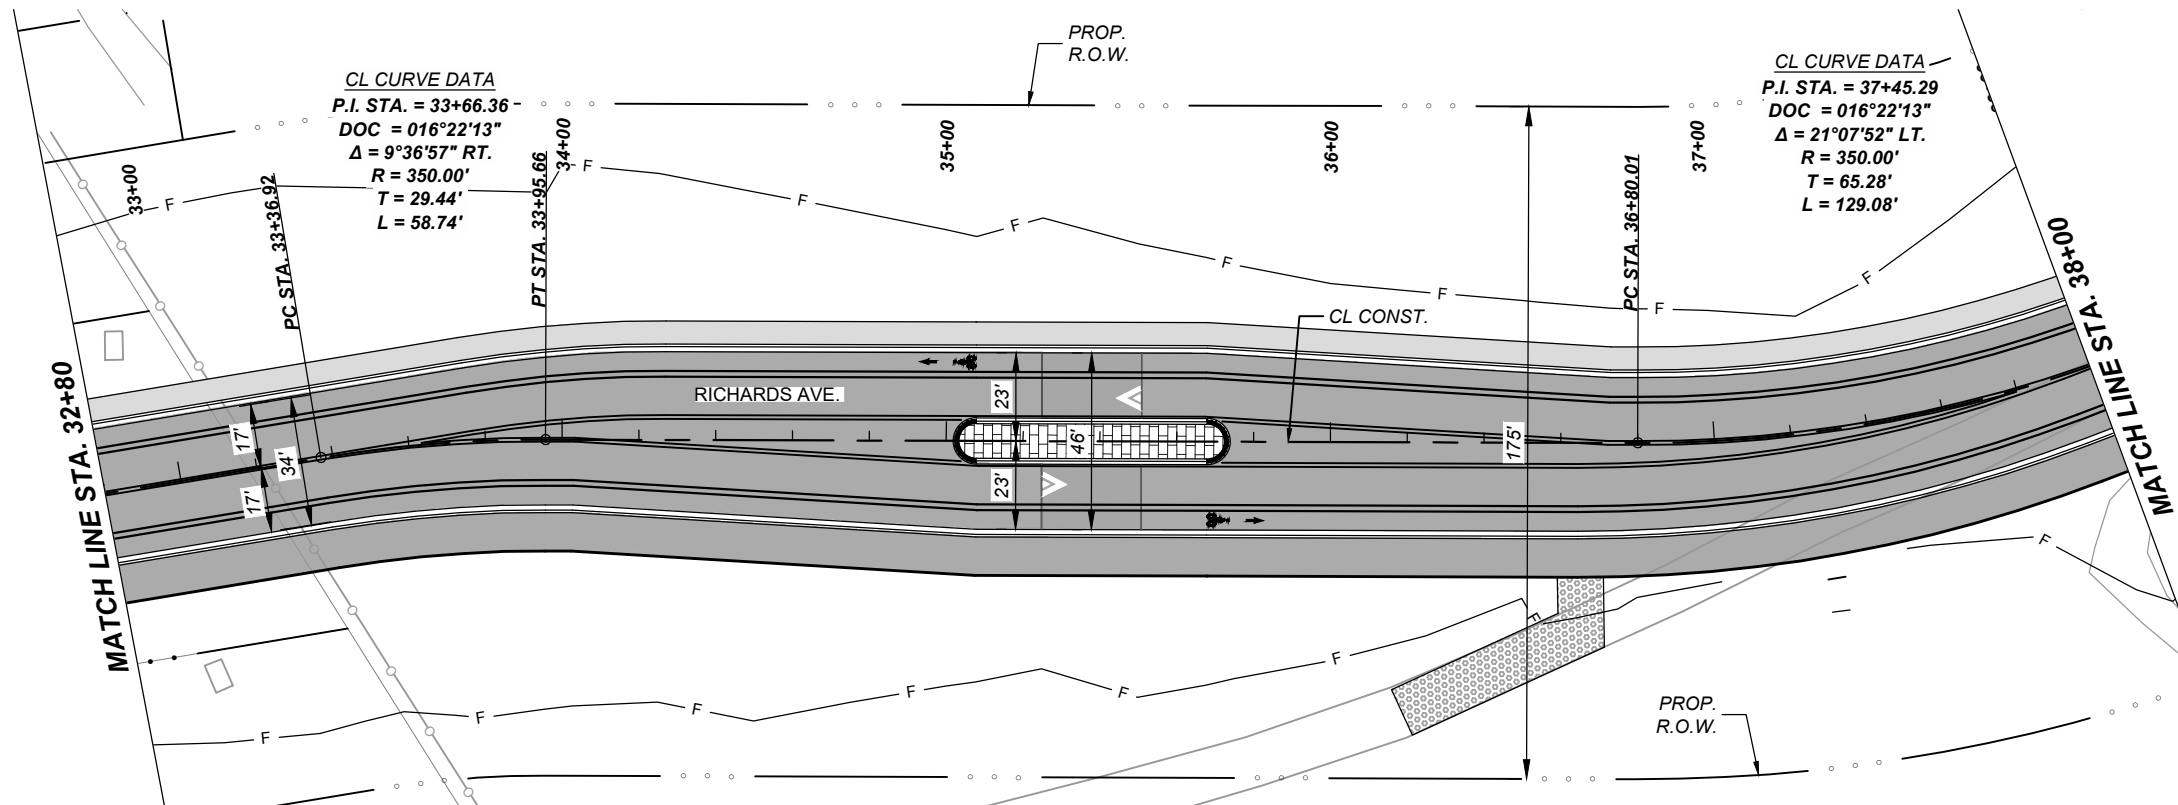 PROP.
R.O.W.
CL CURVE DATA
P.I. STA. = 33+66.36
DOC = 016°22'13"
Δ = 9°36'57" RT.
R = 350.00'
T = 29.44'
L = 58.74'
CL CURVE DATA
P.I. STA. = 37+45.29
DOC = 016°22'13"
Δ = 21°07'52" LT.
R = 350.00'
T = 65.28'
L = 129.08'
33+00
34+00
35+00
36+00
37+00
PC STA. 33+36.92
PT STA. 33+95.66
PC STA. 36+80.01
F
F
F
F
F
F
F
F
CL CONST.
RICHARDS AVE.
17'
34'
17'
23'
46'
23'
175'
MATCH LINE STA. 32+80
MATCH LINE STA. 38+00
F
F
F
F
F
F
F
F
PROP.
R.O.W.